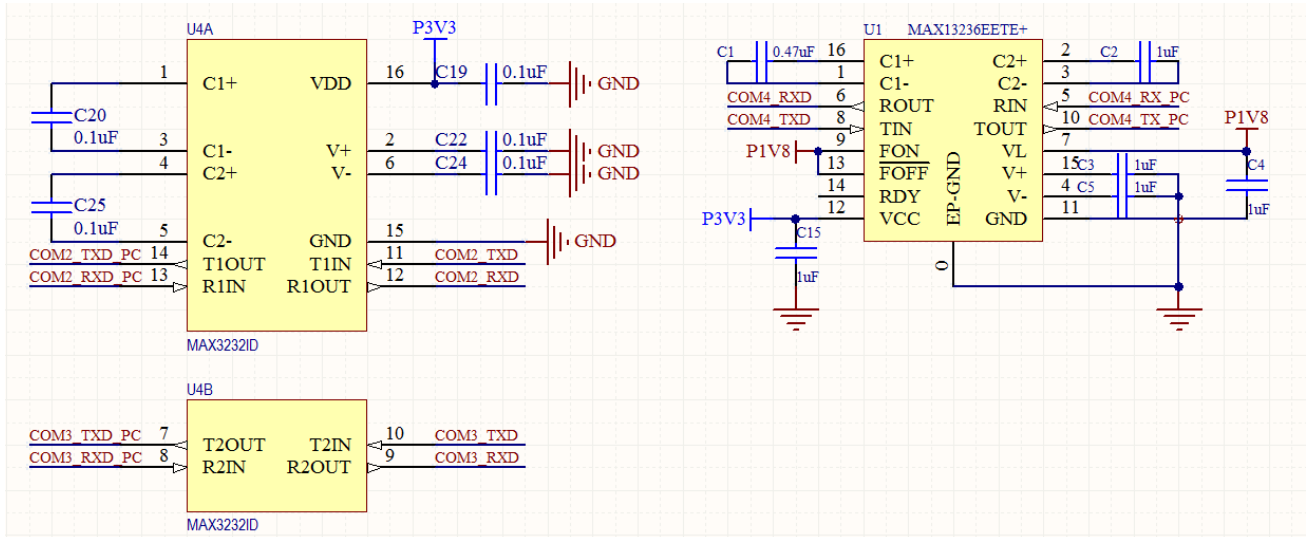 U4A
P3V3
1 C1+ VDD 16 C19 0.1uF GND
C20
0.1uF
3 C1- V+ 2 C22 0.1uF GND
4 C2+ V- 6 C24 0.1uF GND
C25
0.1uF
5 C2- GND 15 GND
COM2_TXD_PC 14 T1OUT T1IN 11 COM2_TXD
COM2_RXD_PC 13 R1IN R1OUT 12 COM2_RXD
MAX3232ID
U4B
COM3_TXD_PC 7 T2OUT T2IN 10 COM3_TXD
COM3_RXD_PC 8 R2IN R2OUT 9 COM3_RXD
MAX3232ID
U1 MAX13236EETE+
C1 0.47uF 16 C1+ C2+ 2 C2 1uF
1 C1- C2- 3
COM4_RXD 6 ROUT RIN 5 COM4_RX_PC
COM4_TXD 8 TIN TOUT 10 COM4_TX_PC
P1V8
P1V8 9 FON VL 7
13 FOFF V+ 15 C3 1uF C4
14 RDY V- 4 C5 1uF
1uF
P3V3 12 VCC GND 11
EP-GND
C15
1uF
0